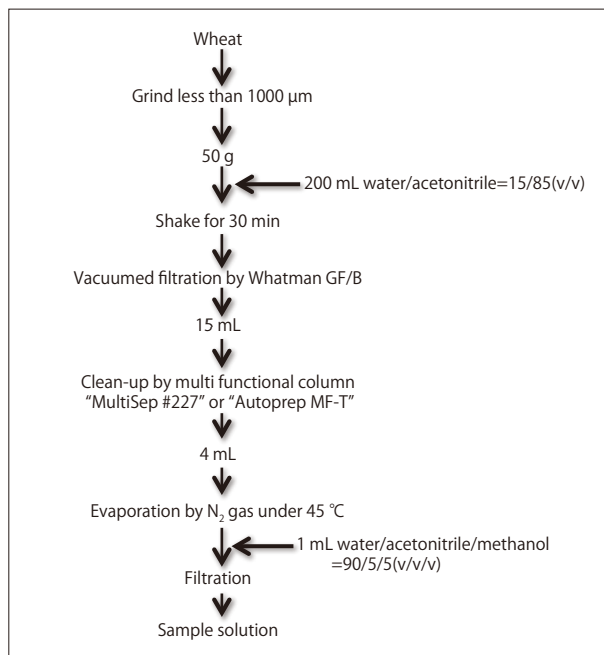 Wheat
Grind less than 1000 μm
50 g
200 mL water/acetonitrile=15/85(v/v)
Shake for 30 min
Vacuumed filtration by Whatman GF/B
15 mL
Clean-up by multi functional column
“MultiSep #227” or “Autoprep MF-T”
4 mL
Evaporation by N₂ gas under 45 ℃
1 mL water/acetonitrile/methanol
=90/5/5(v/v/v)
Filtration
Sample solution